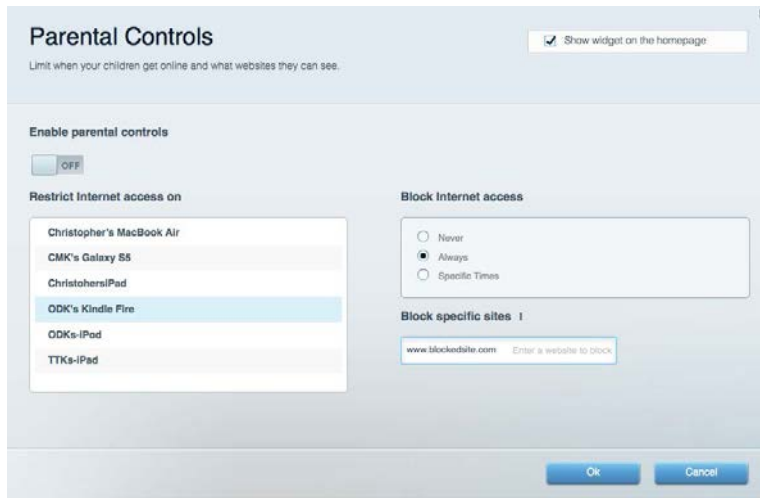 Parental Controls
Show widget on the homepage
Limit when your children get online and what websites they can see.
Enable parental controls
OFF
Restrict Internet access on
Christopher's MacBook Air
CMK's Galaxy S5
ChristohersiPad
ODK's Kindle Fire
ODKs-iPod
TTKs-iPad
Block Internet access
Never
Always
Specific Times
Block specific sites
www.blockedsite.com Enter a website to block
Ok Cancel